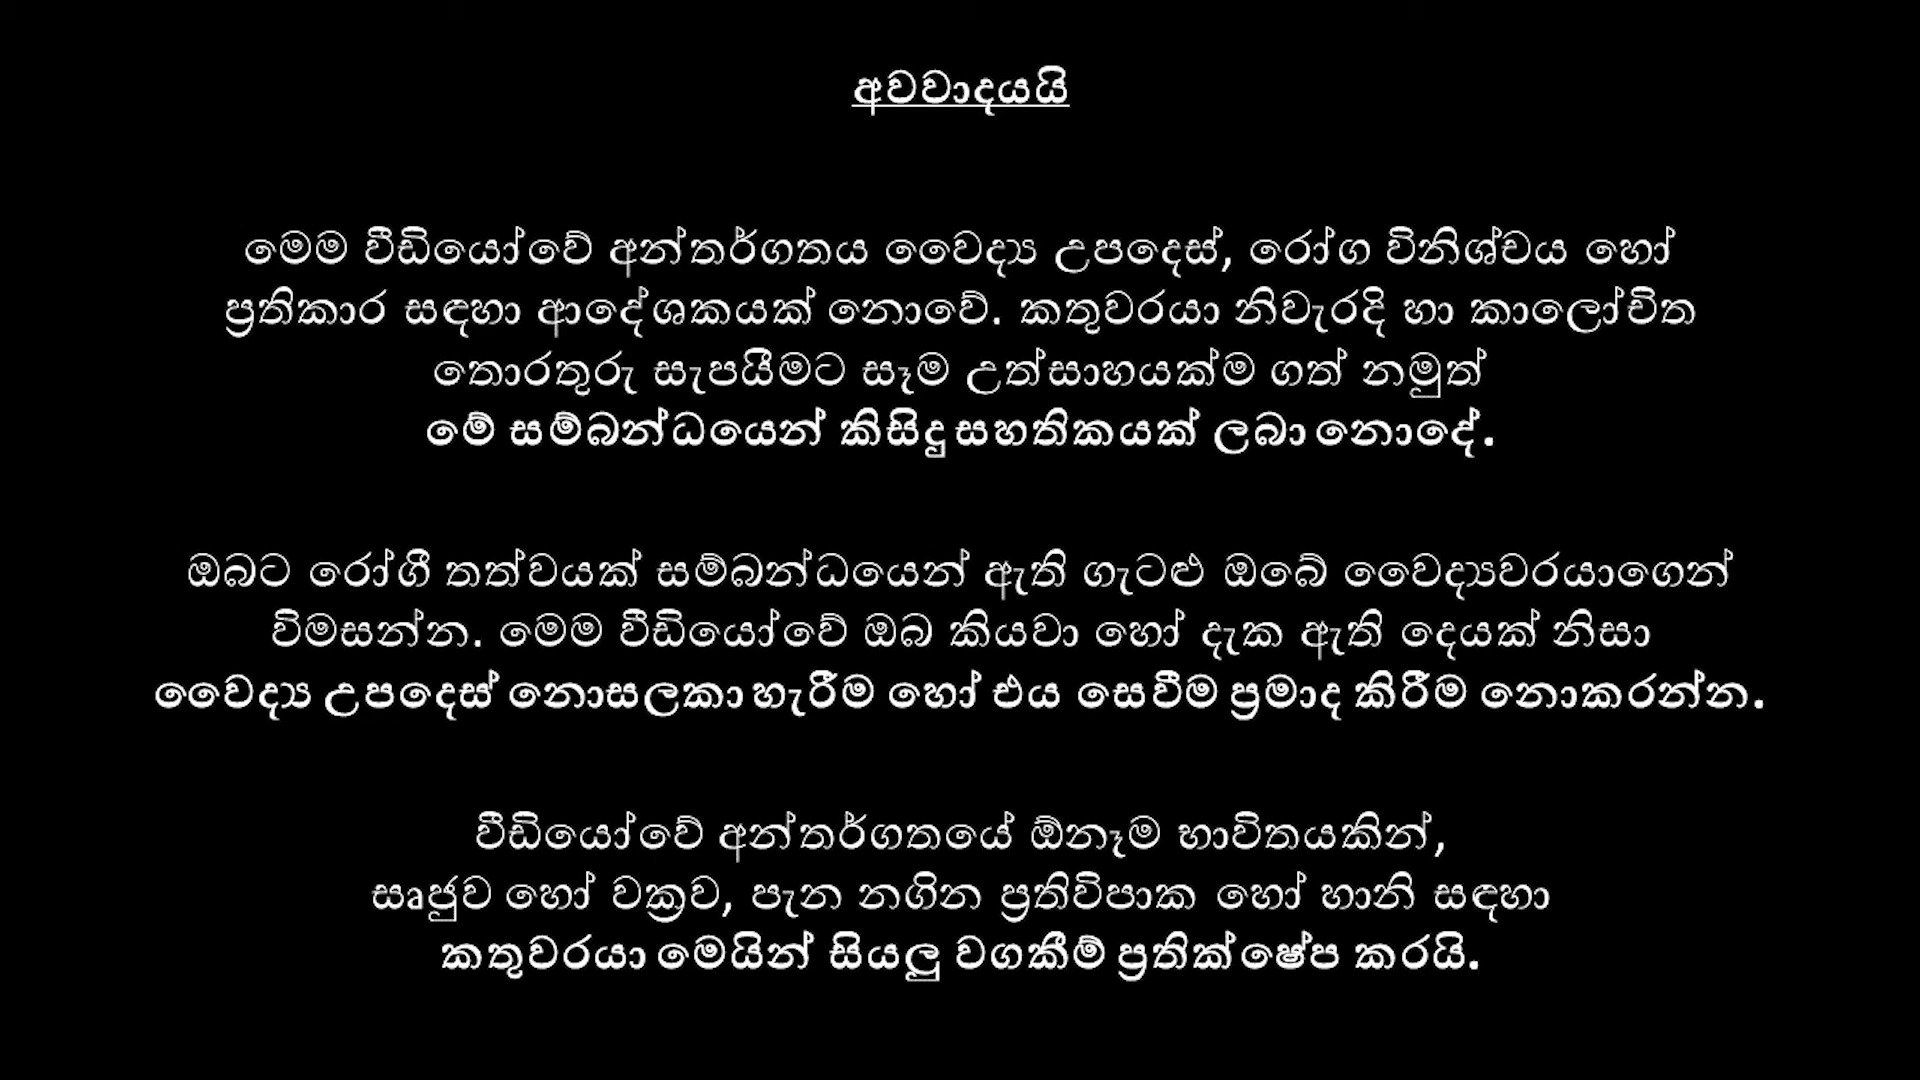 අවවාදයයි
මෙම වීඩියෝවේ අන්තර්ගතය වෛද්‍ය උපදෙස්, රෝග විනිශ්චය හෝ
ප්‍රතිකාර සඳහා ආදේශකයක් නොවේ. කතුවරයා නිවැරදි හා කාලෝචිත
තොරතුරු සැපයීමට සෑම උත්සාහයක්ම ගත් නමුත්
මේ සම්බන්ධයෙන් කිසිදු සහතිකයක් ලබා නොදේ.
ඔබට රෝගී තත්වයක් සම්බන්ධයෙන් ඇති ගැටළු ඔබේ වෛද්‍යවරයාගෙන්
විමසන්න. මෙම වීඩියෝවේ ඔබ කියවා හෝ දැක ඇති දෙයක් නිසා
වෛද්‍ය උපදෙස් නොසලකා හැරීම හෝ එය සෙවීම ප්‍රමාද කිරීම නොකරන්න.
වීඩියෝවේ අන්තර්ගතයේ ඕනෑම භාවිතයකින්,
සෘජුව හෝ වක්‍රව, පැන නගින ප්‍රතිවිපාක හෝ හානි සඳහා
කතුවරයා මෙයින් සියලු වගකීම් ප්‍රතික්ෂේප කරයි.